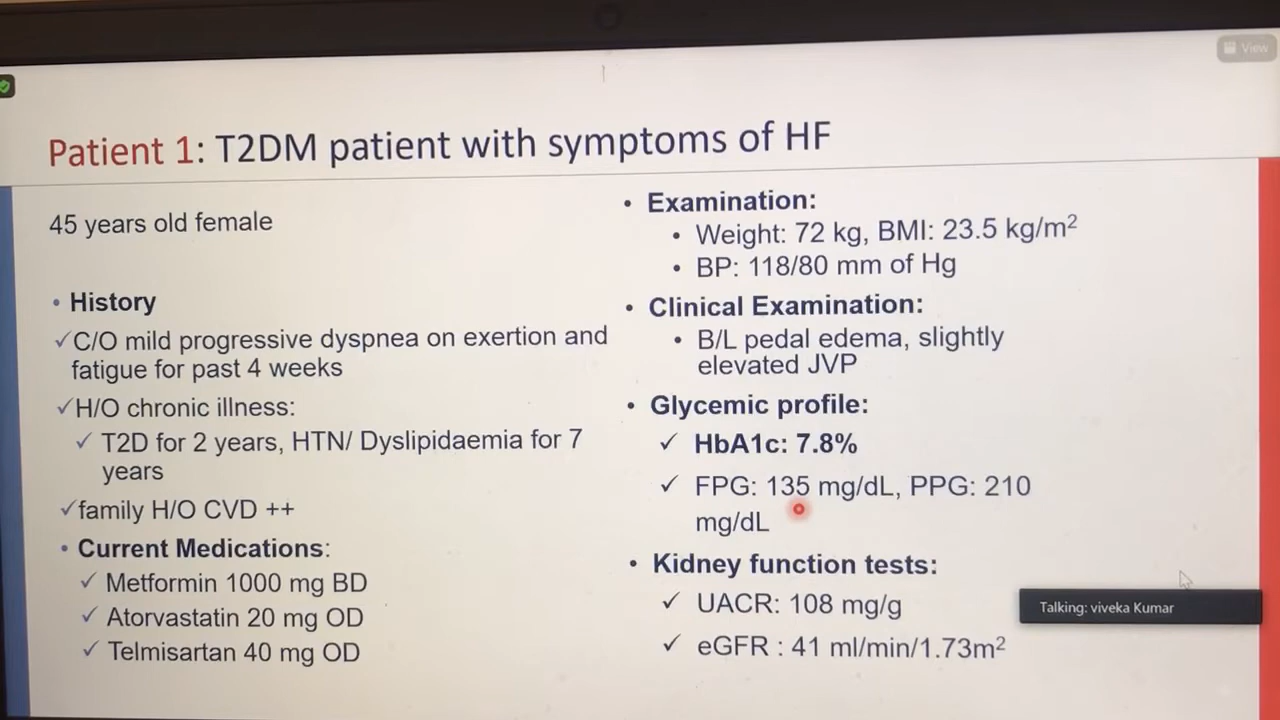 View
Patient 1: T2DM patient with symptoms of HF
45 years old female
• History
✓C/O mild progressive dyspnea on exertion and
fatigue for past 4 weeks
✓H/O chronic illness:
✓ T2D for 2 years, HTN/ Dyslipidaemia for 7
years
✓family H/O CVD ++
• Current Medications:
✓ Metformin 1000 mg BD
✓ Atorvastatin 20 mg OD
✓ Telmisartan 40 mg OD
• Examination:
• Weight: 72 kg, BMI: 23.5 kg/m²
• BP: 118/80 mm of Hg
• Clinical Examination:
• B/L pedal edema, slightly
elevated JVP
• Glycemic profile:
✓ HbA1c: 7.8%
✓ FPG: 135 mg/dL, PPG: 210
mg/dL
• Kidney function tests:
✓ UACR: 108 mg/g
✓ eGFR : 41 ml/min/1.73m²
Talking: viveka Kumar